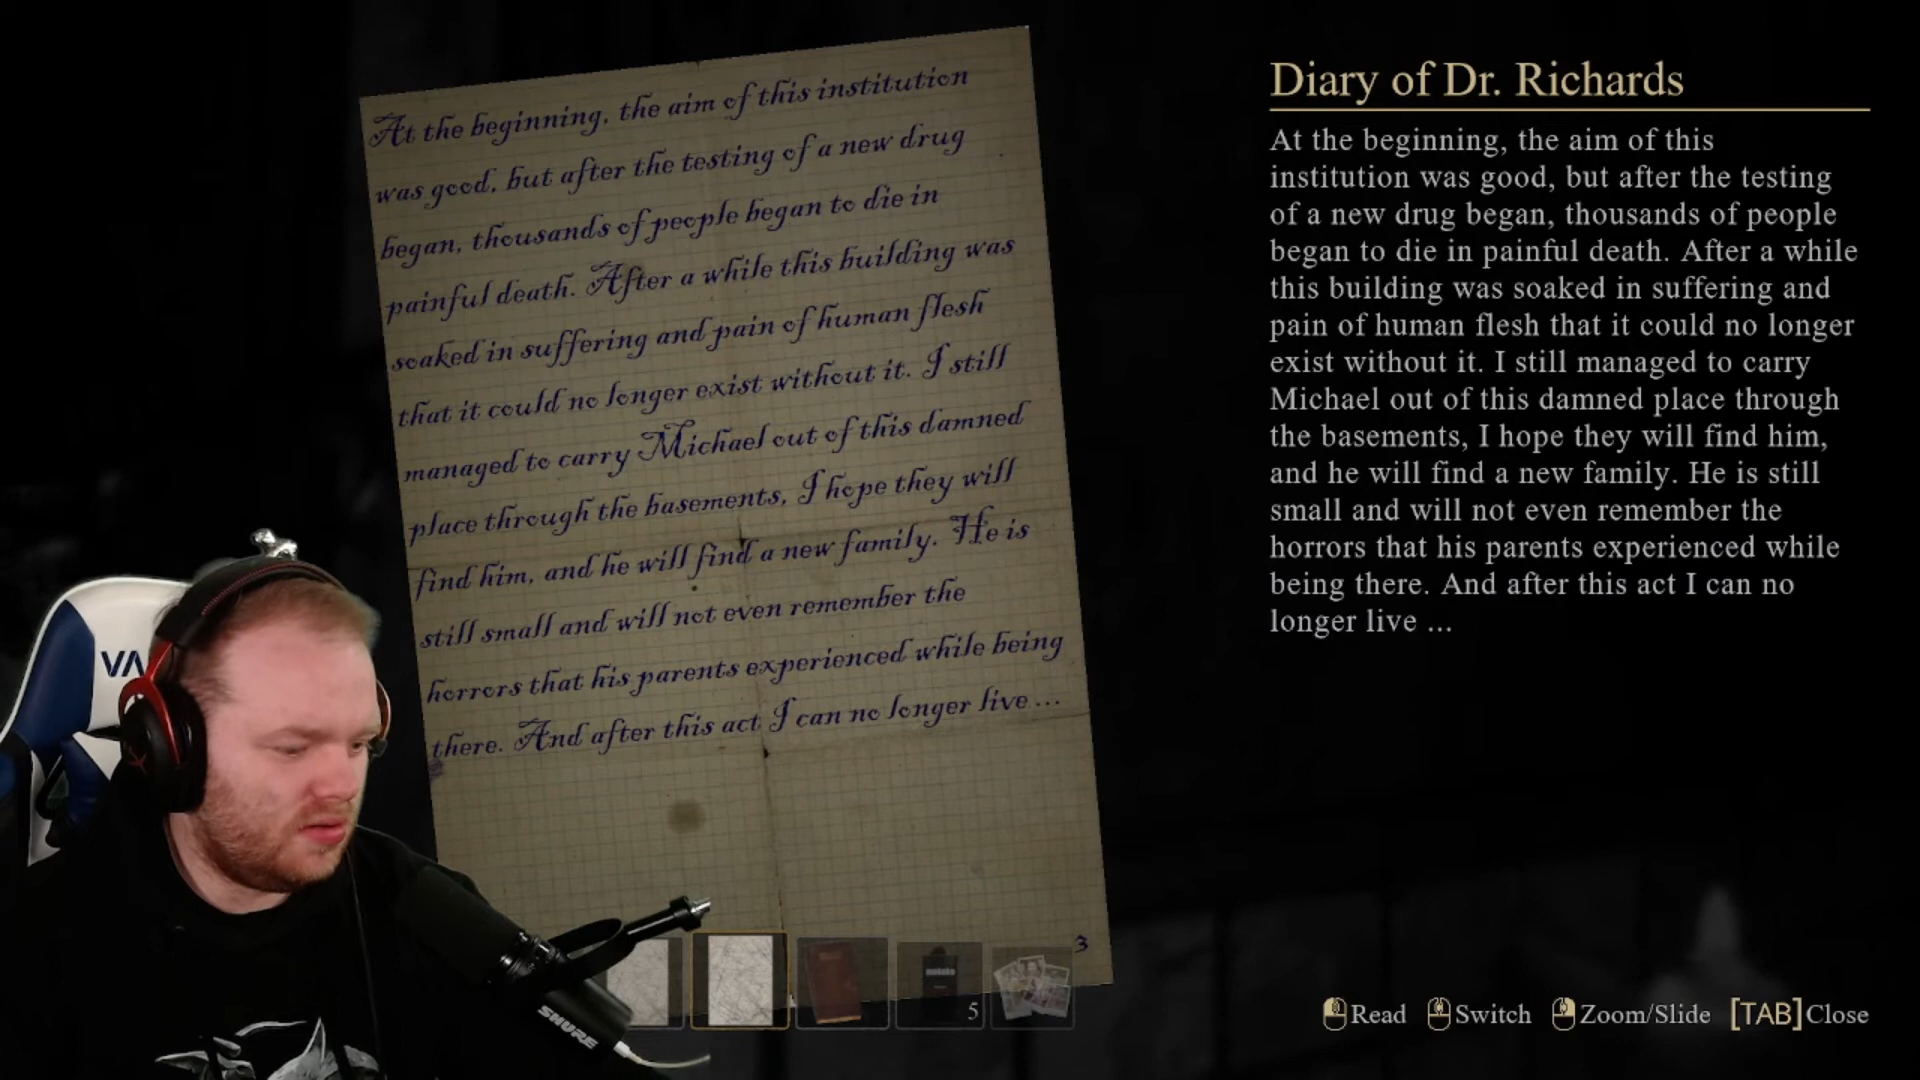 At the beginning, the aim of this institution
was good, but after the testing of a new drug
began, thousands of people began to die in
painful death. After a while this building was
soaked in suffering and pain of human flesh
that it could no longer exist without it. I still
managed to carry Michael out of this damned
place through the basements, I hope they will
find him, and he will find a new family. He is
still small and will not even remember the
horrors that his parents experienced while being
there. And after this act I can no longer live ...
3
Diary of Dr. Richards
At the beginning, the aim of this
institution was good, but after the testing
of a new drug began, thousands of people
began to die in painful death. After a while
this building was soaked in suffering and
pain of human flesh that it could no longer
exist without it. I still managed to carry
Michael out of this damned place through
the basements, I hope they will find him,
and he will find a new family. He is still
small and will not even remember the
horrors that his parents experienced while
being there. And after this act I can no
longer live ...
VA
SHURE
5
Read Switch Zoom/Slide [TAB] Close